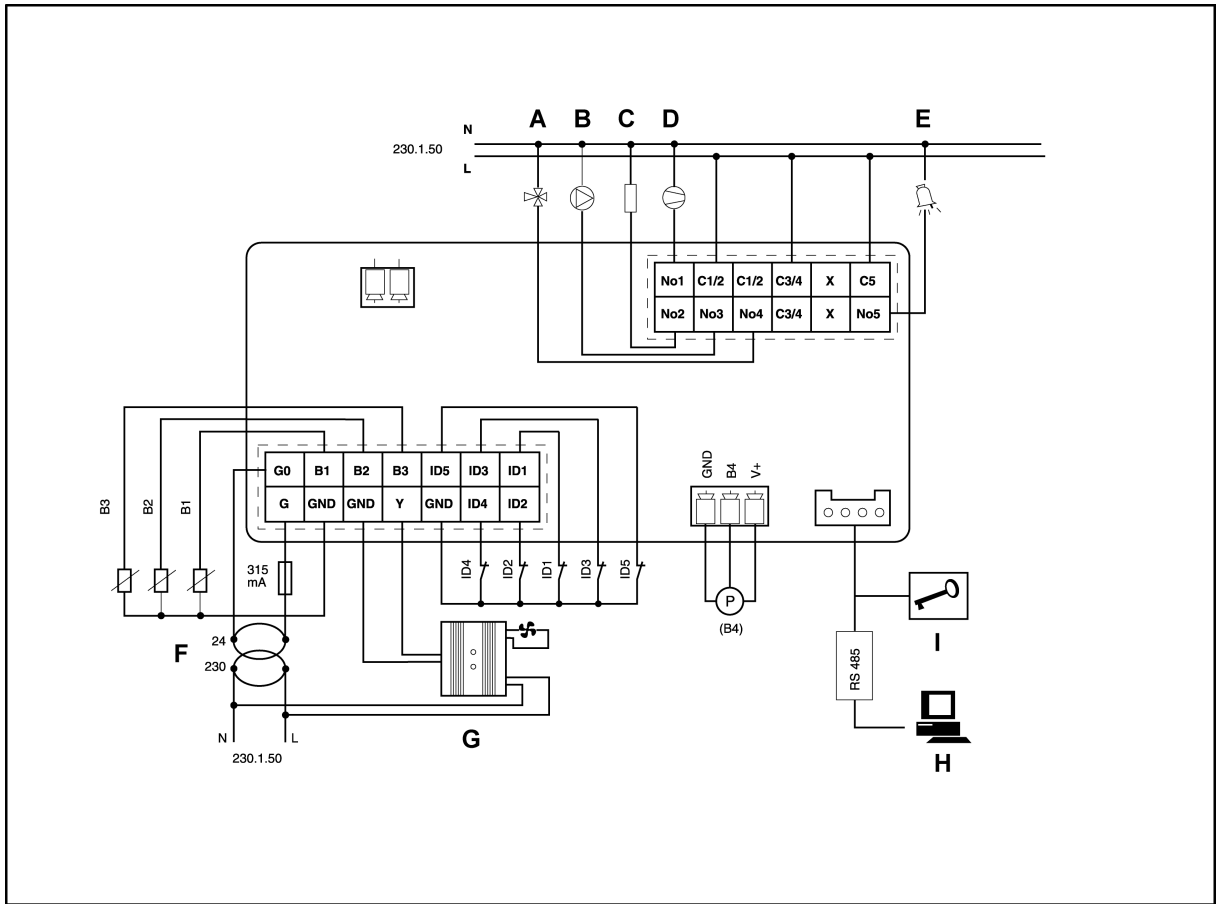 A B C D E
N
230.1.50
L
No1 C1/2 C1/2 C3/4 X C5
No2 No3 No4 C3/4 X No5
G0 B1 B2 B3 ID5 ID3 ID1
G GND GND Y GND ID4 ID2
GND B4 V+
B3 B2 B1
315
mA
ID4 ID2 ID1 ID3 ID5
P
(B4)
F
24
230
I
RS 485
N L
G
H
230.1.50